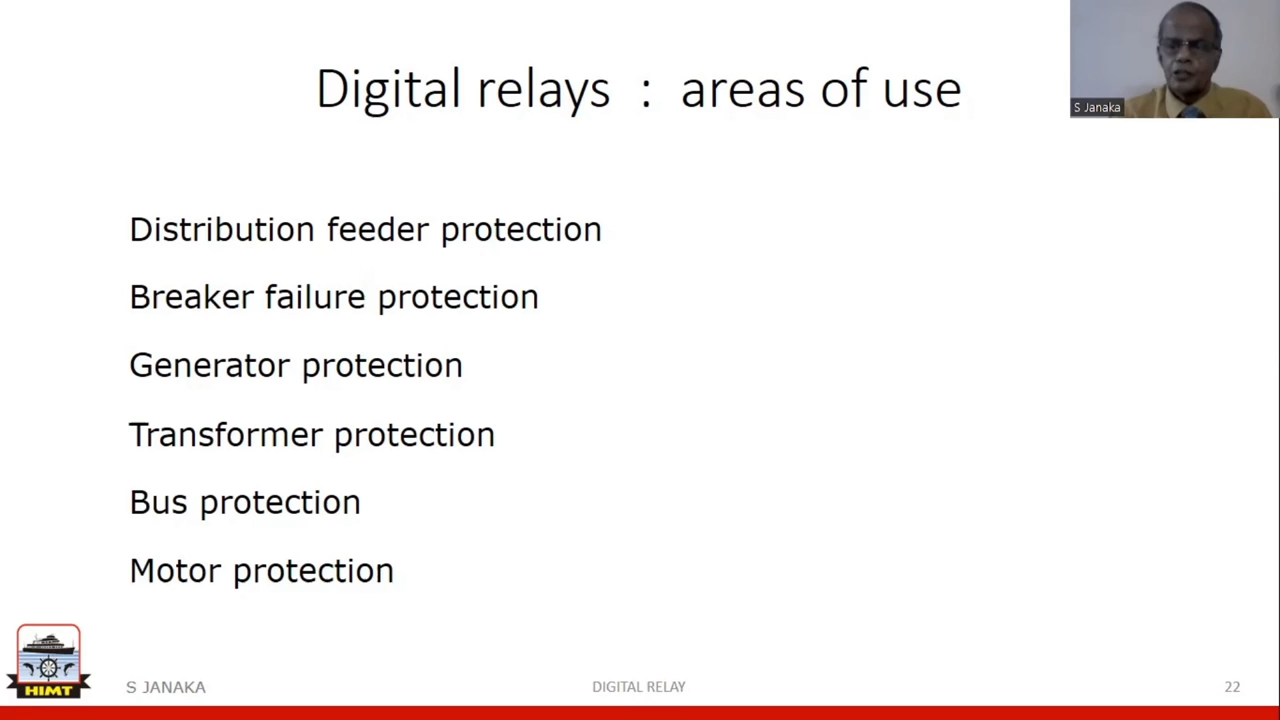 Digital relays : areas of use
S Janaka
Distribution feeder protection
Breaker failure protection
Generator protection
Transformer protection
Bus protection
Motor protection
HIMT
S JANAKA
DIGITAL RELAY
22